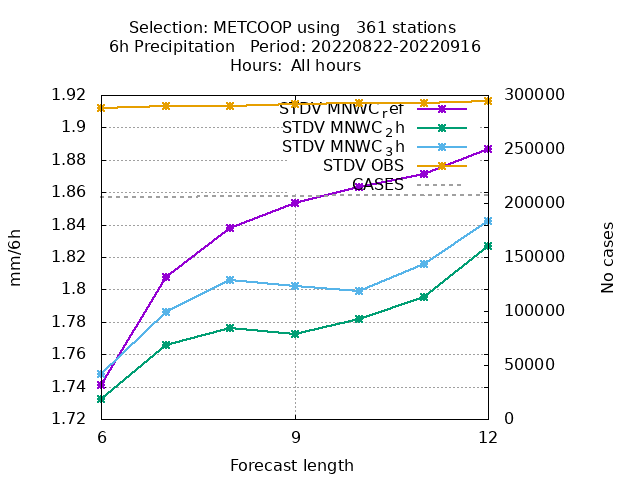 Selection: METCOOP using   361 stations
6h Precipitation   Period: 20220822-20220916
Hours:  All hours
1.92
1.9
1.88
1.86
1.84
1.82
1.8
1.78
1.76
1.74
1.72
300000
250000
200000
150000
100000
50000
0
STDV MNWC_ref
STDV MNWC_2h
STDV MNWC_3h
STDV OBS
CASES
mm/6h
No cases
6
9
12
Forecast length